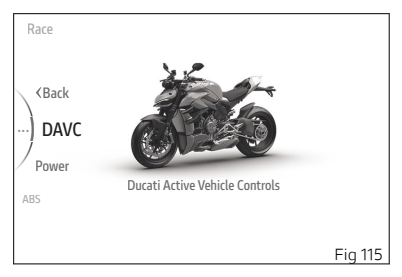 Race
‹Back
... DAVC
Power
Ducati Active Vehicle Controls
ABS
Fig 115